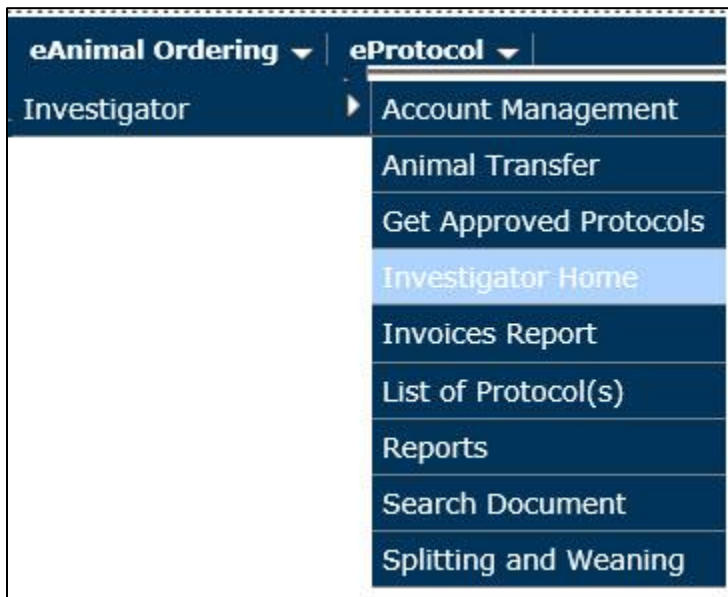 eAnimal Ordering eProtocol
Investigator Account Management
Animal Transfer
Get Approved Protocols
Investigator Home
Invoices Report
List of Protocol(s)
Reports
Search Document
Splitting and Weaning